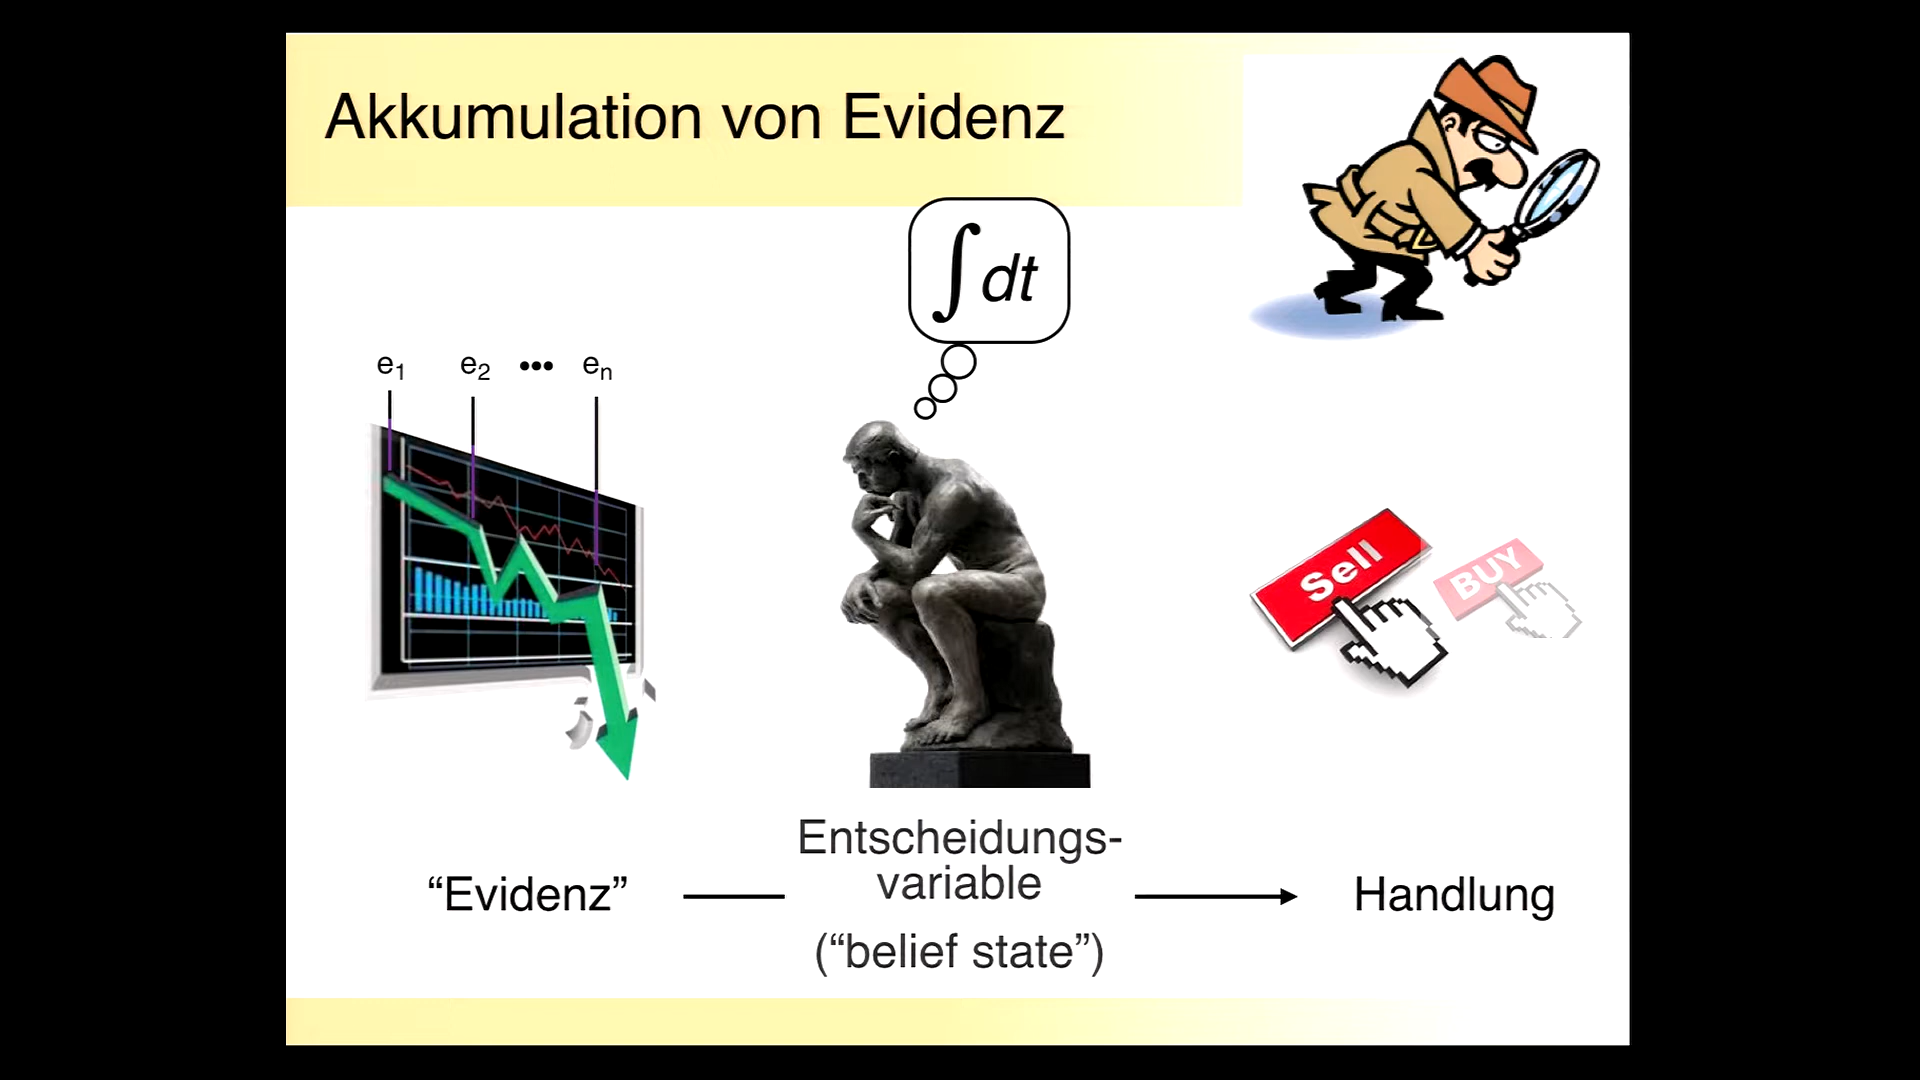 Akkumulation von Evidenz
∫ dt
e₁ e₂ ••• eₙ
Sell
BUY
Entscheidungs-
variable
“Evidenz”
Handlung
(“belief state”)